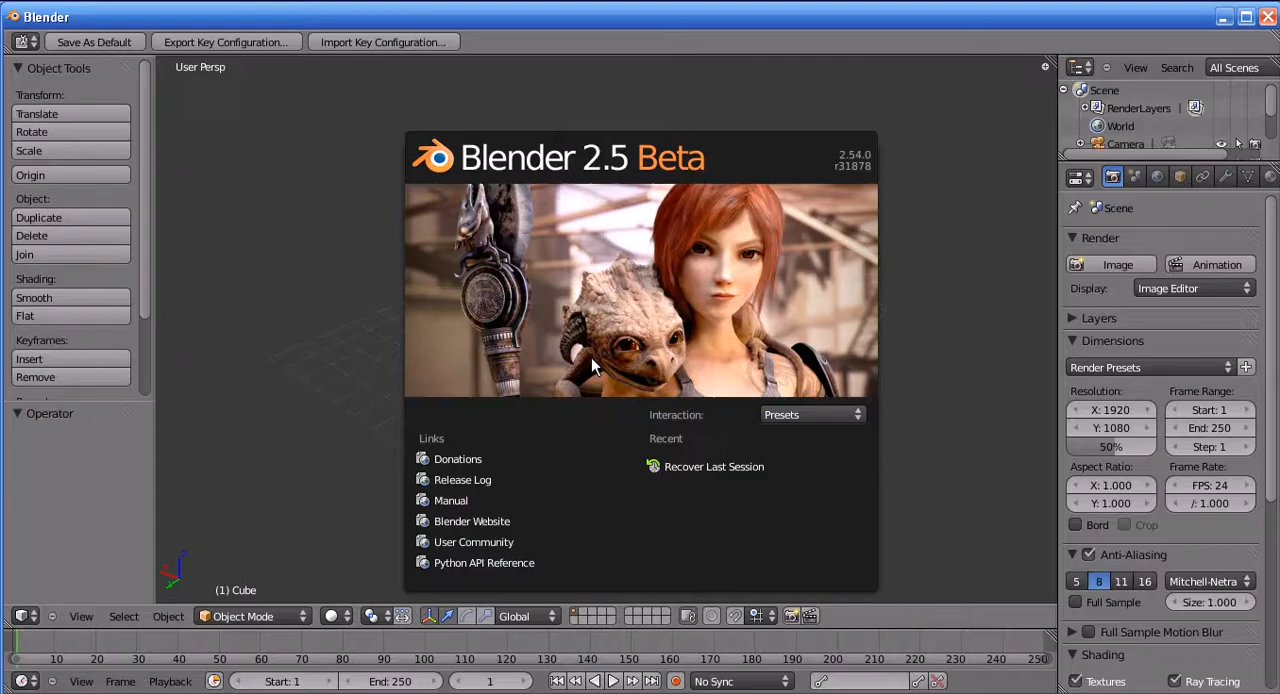 Blender
Save As Default
Export Key Configuration...
Import Key Configuration...
Object Tools
Transform:
Translate
Rotate
Scale
Origin
Object:
Duplicate
Delete
Join
Shading:
Smooth
Flat
Keyframes:
Insert
Remove
Operator
User Persp
Blender 2.5 Beta
2.54.0
r31878
Interaction:
Presets
Links
Donations
Release Log
Manual
Blender Website
User Community
Python API Reference
Recent
Recover Last Session
(1) Cube
View
Select
Object
Object Mode
Global
10 20 30 40 50 60 70 80 90 100 110 120 130 140 150 160 170 180 190 200 210 220 230 240 250
View
Frame
Playback
Start: 1
End: 250
1
No Sync
View
Search
All Scenes
Scene
RenderLayers
World
Camera
Scene
Render
Image
Animation
Display:
Image Editor
Layers
Dimensions
Render Presets
Resolution:
Frame Range:
X: 1920
Start: 1
Y: 1080
End: 250
50%
Step: 1
Aspect Ratio:
Frame Rate:
X: 1.000
FPS: 24
Y: 1.000
/: 1.000
Bord
Crop
Anti-Aliasing
5 8 11 16
Mitchell-Netra
Full Sample
Size: 1.000
Full Sample Motion Blur
Shading
Textures
Ray Tracing